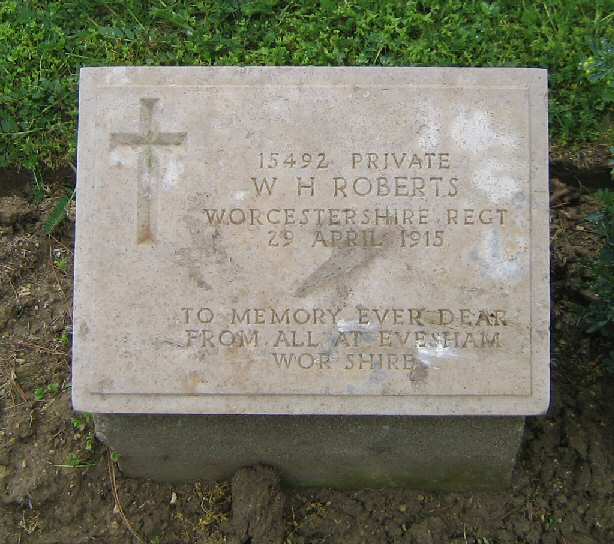 15492 PRIVATE
W H ROBERTS
WORCESTERSHIRE REGT
29 APRIL 1915
TO MEMORY EVER DEAR
FROM ALL AT EVESHAM
WOR SHIRE